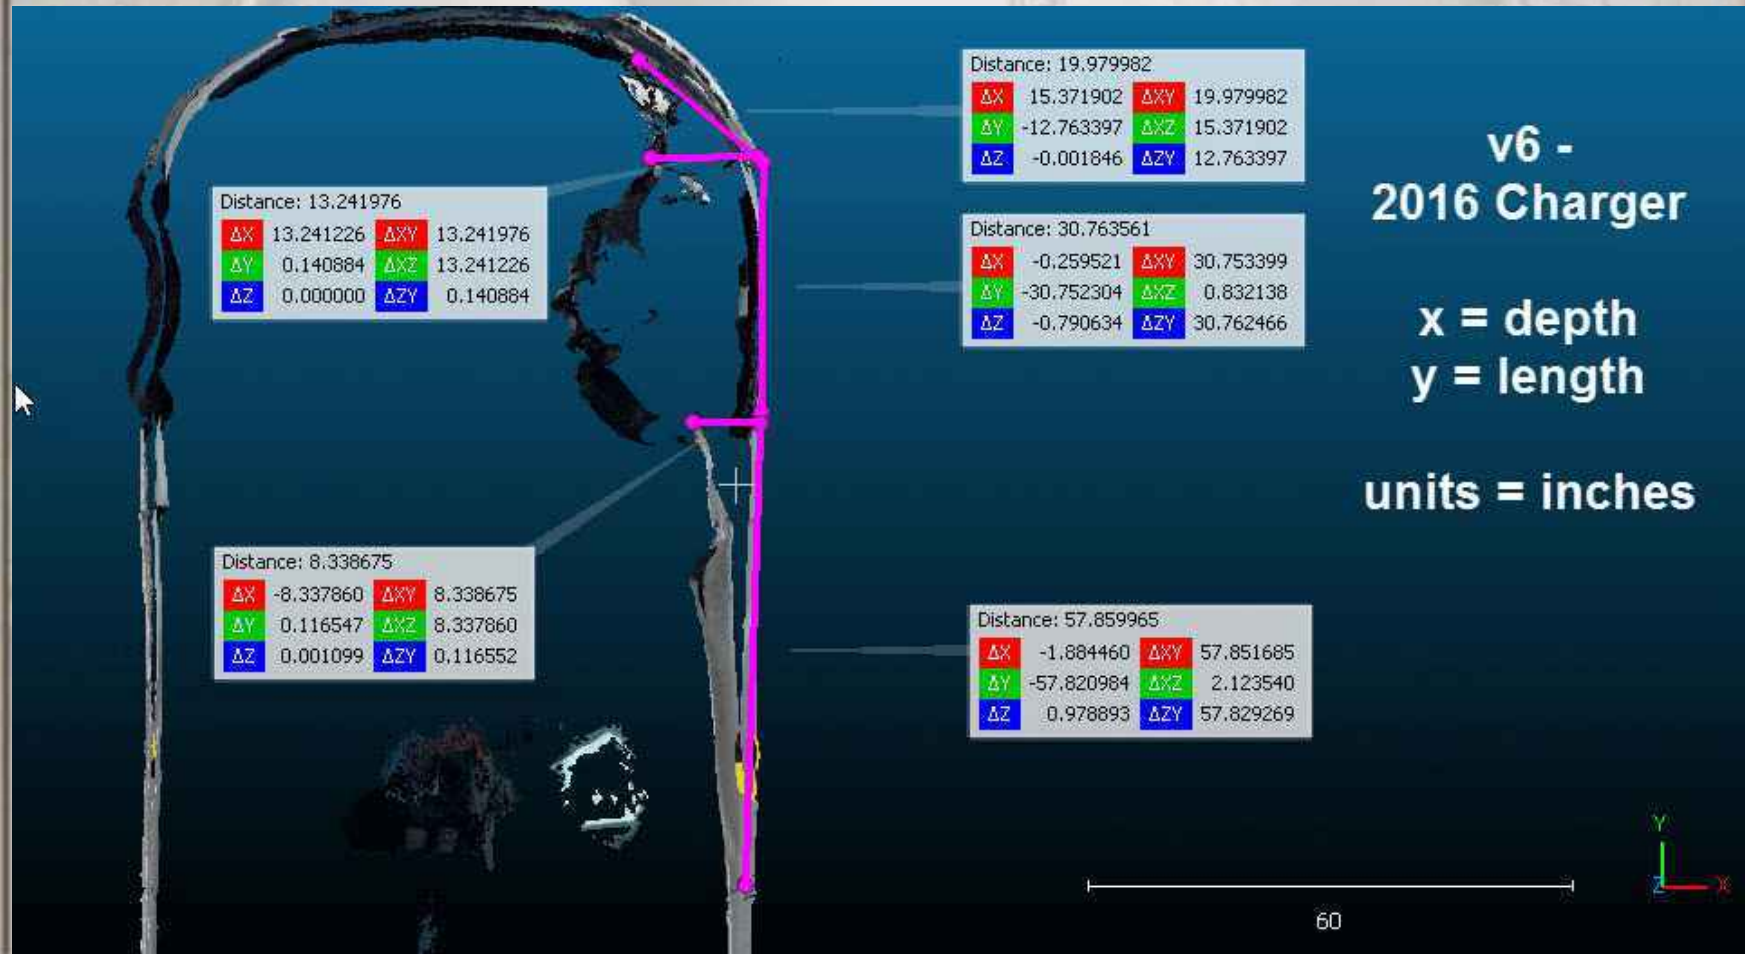 Distance: 19.979982
ΔX 15.371902 ΔXY 19.979982
ΔY -12.763397 ΔXZ 15.371902
ΔZ -0.001846 ΔZY 12.763397
v6 -
2016 Charger
Distance: 13.241976
ΔX 13.241226 ΔXY 13.241976
ΔY 0.140884 ΔXZ 13.241226
ΔZ 0.000000 ΔZY 0.140884
Distance: 30.763561
ΔX -0.259521 ΔXY 30.753399
ΔY -30.752304 ΔXZ 0.832138
ΔZ -0.790634 ΔZY 30.762466
x = depth
y = length
units = inches
Distance: 8.338675
ΔX -8.337860 ΔXY 8.338675
ΔY 0.116547 ΔXZ 8.337860
ΔZ 0.001099 ΔZY 0.116552
Distance: 57.859965
ΔX -1.884460 ΔXY 57.851685
ΔY -57.820984 ΔXZ 2.123540
ΔZ 0.978893 ΔZY 57.829269
Y
Z X
60